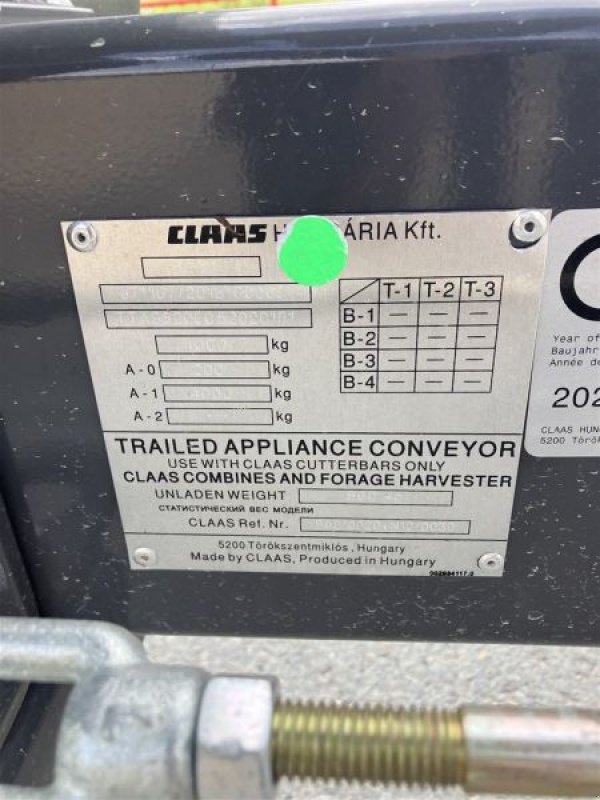 CLAAS ÁRIA Kft.
kg
A-0 kg
A-1 kg
A-2 kg
T-1 T-2 T-3
B-1 — — —
B-2 — — —
B-3 — — —
B-4 — — —
TRAILED APPLIANCE CONVEYOR
USE WITH CLAAS CUTTERBARS ONLY
CLAAS COMBINES AND FORAGE HARVESTER
UNLADEN WEIGHT
СТАТИСТИЧЕСКИЙ ВЕС МОДЕЛИ
CLAAS Ref. Nr.
5200 Törökszentmiklós, Hungary
Made by CLAAS, Produced in Hungary
Year of
Baujahr
Année de
202
CLAAS HUN
5200 Törö